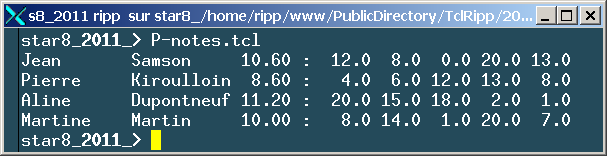 s8_2011 ripp sur star8_/home/ripp/www/PublicDirectory/TclRipp/20...
star8_2011_> P-notes.tcl
Jean Samson 10.60 : 12.0 8.0 0.0 20.0 13.0
Pierre Kiroulloin 8.60 : 4.0 6.0 12.0 13.0 8.0
Aline Dupontneuf 11.20 : 20.0 15.0 18.0 2.0 1.0
Martine Martin 10.00 : 8.0 14.0 1.0 20.0 7.0
star8_2011_>